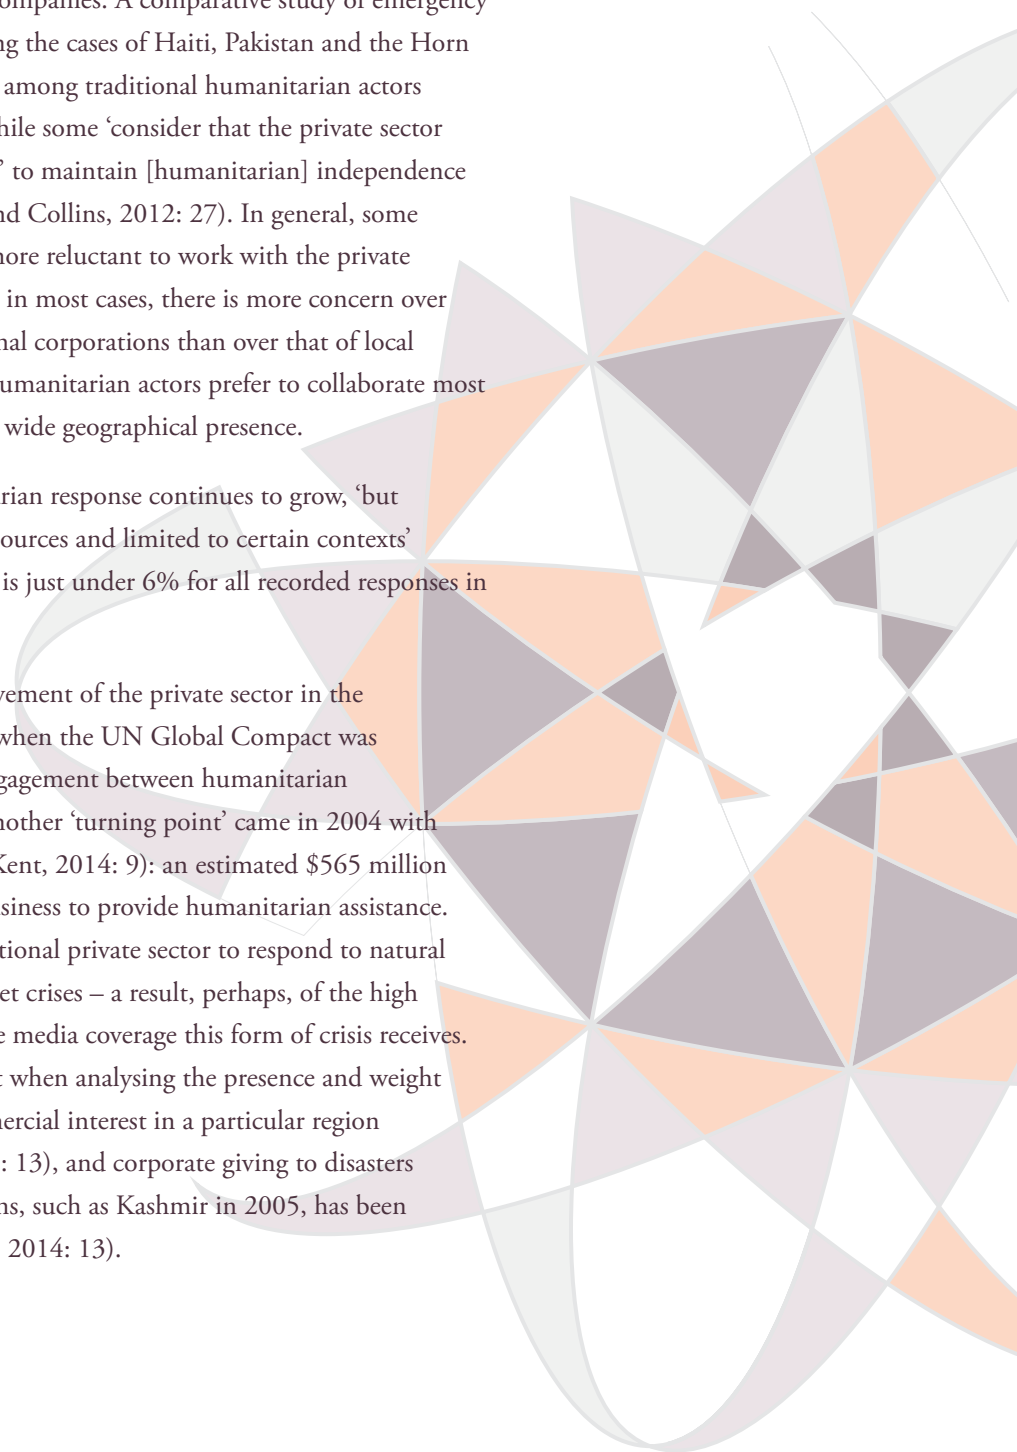 ompanies. A comparative study of emergency
ng the cases of Haiti, Pakistan and the Horn
among traditional humanitarian actors
hile some ‘consider that the private sector
’ to maintain [humanitarian] independence
nd Collins, 2012: 27). In general, some
more reluctant to work with the private
in most cases, there is more concern over
nal corporations than over that of local
umanitarian actors prefer to collaborate most
wide geographical presence.
rian response continues to grow, ‘but
ources and limited to certain contexts’
is just under 6% for all recorded responses in
vement of the private sector in the
when the UN Global Compact was
gagement between humanitarian
nother ‘turning point’ came in 2004 with
Kent, 2014: 9): an estimated $565 million
siness to provide humanitarian assistance.
tional private sector to respond to natural
et crises – a result, perhaps, of the high
e media coverage this form of crisis receives.
t when analysing the presence and weight
ercial interest in a particular region
: 13), and corporate giving to disasters
ns, such as Kashmir in 2005, has been
2014: 13).